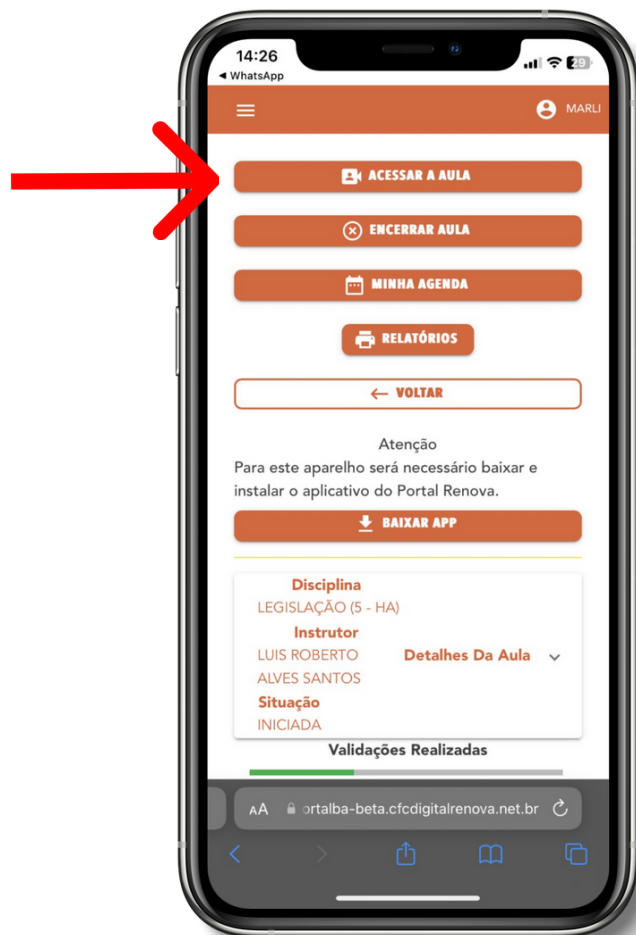 14:26
◀ WhatsApp
29
MARLI
ACESSAR A AULA
ENCERRAR AULA
MINHA AGENDA
RELATÓRIOS
← VOLTAR
Atenção
Para este aparelho será necessário baixar e
instalar o aplicativo do Portal Renova.
BAIXAR APP
Disciplina
LEGISLAÇÃO (5 - HA)
Instrutor
LUIS ROBERTO
ALVES SANTOS
Detalhes Da Aula
Situação
INICIADA
Validações Realizadas
AA ortalba-beta.cfcdigitalrenova.net.br